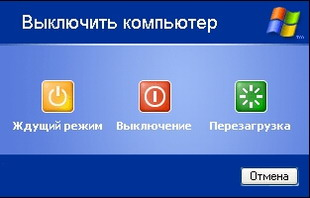 Выключить компьютер
Ждущий режим Выключение Перезагрузка
Отмена